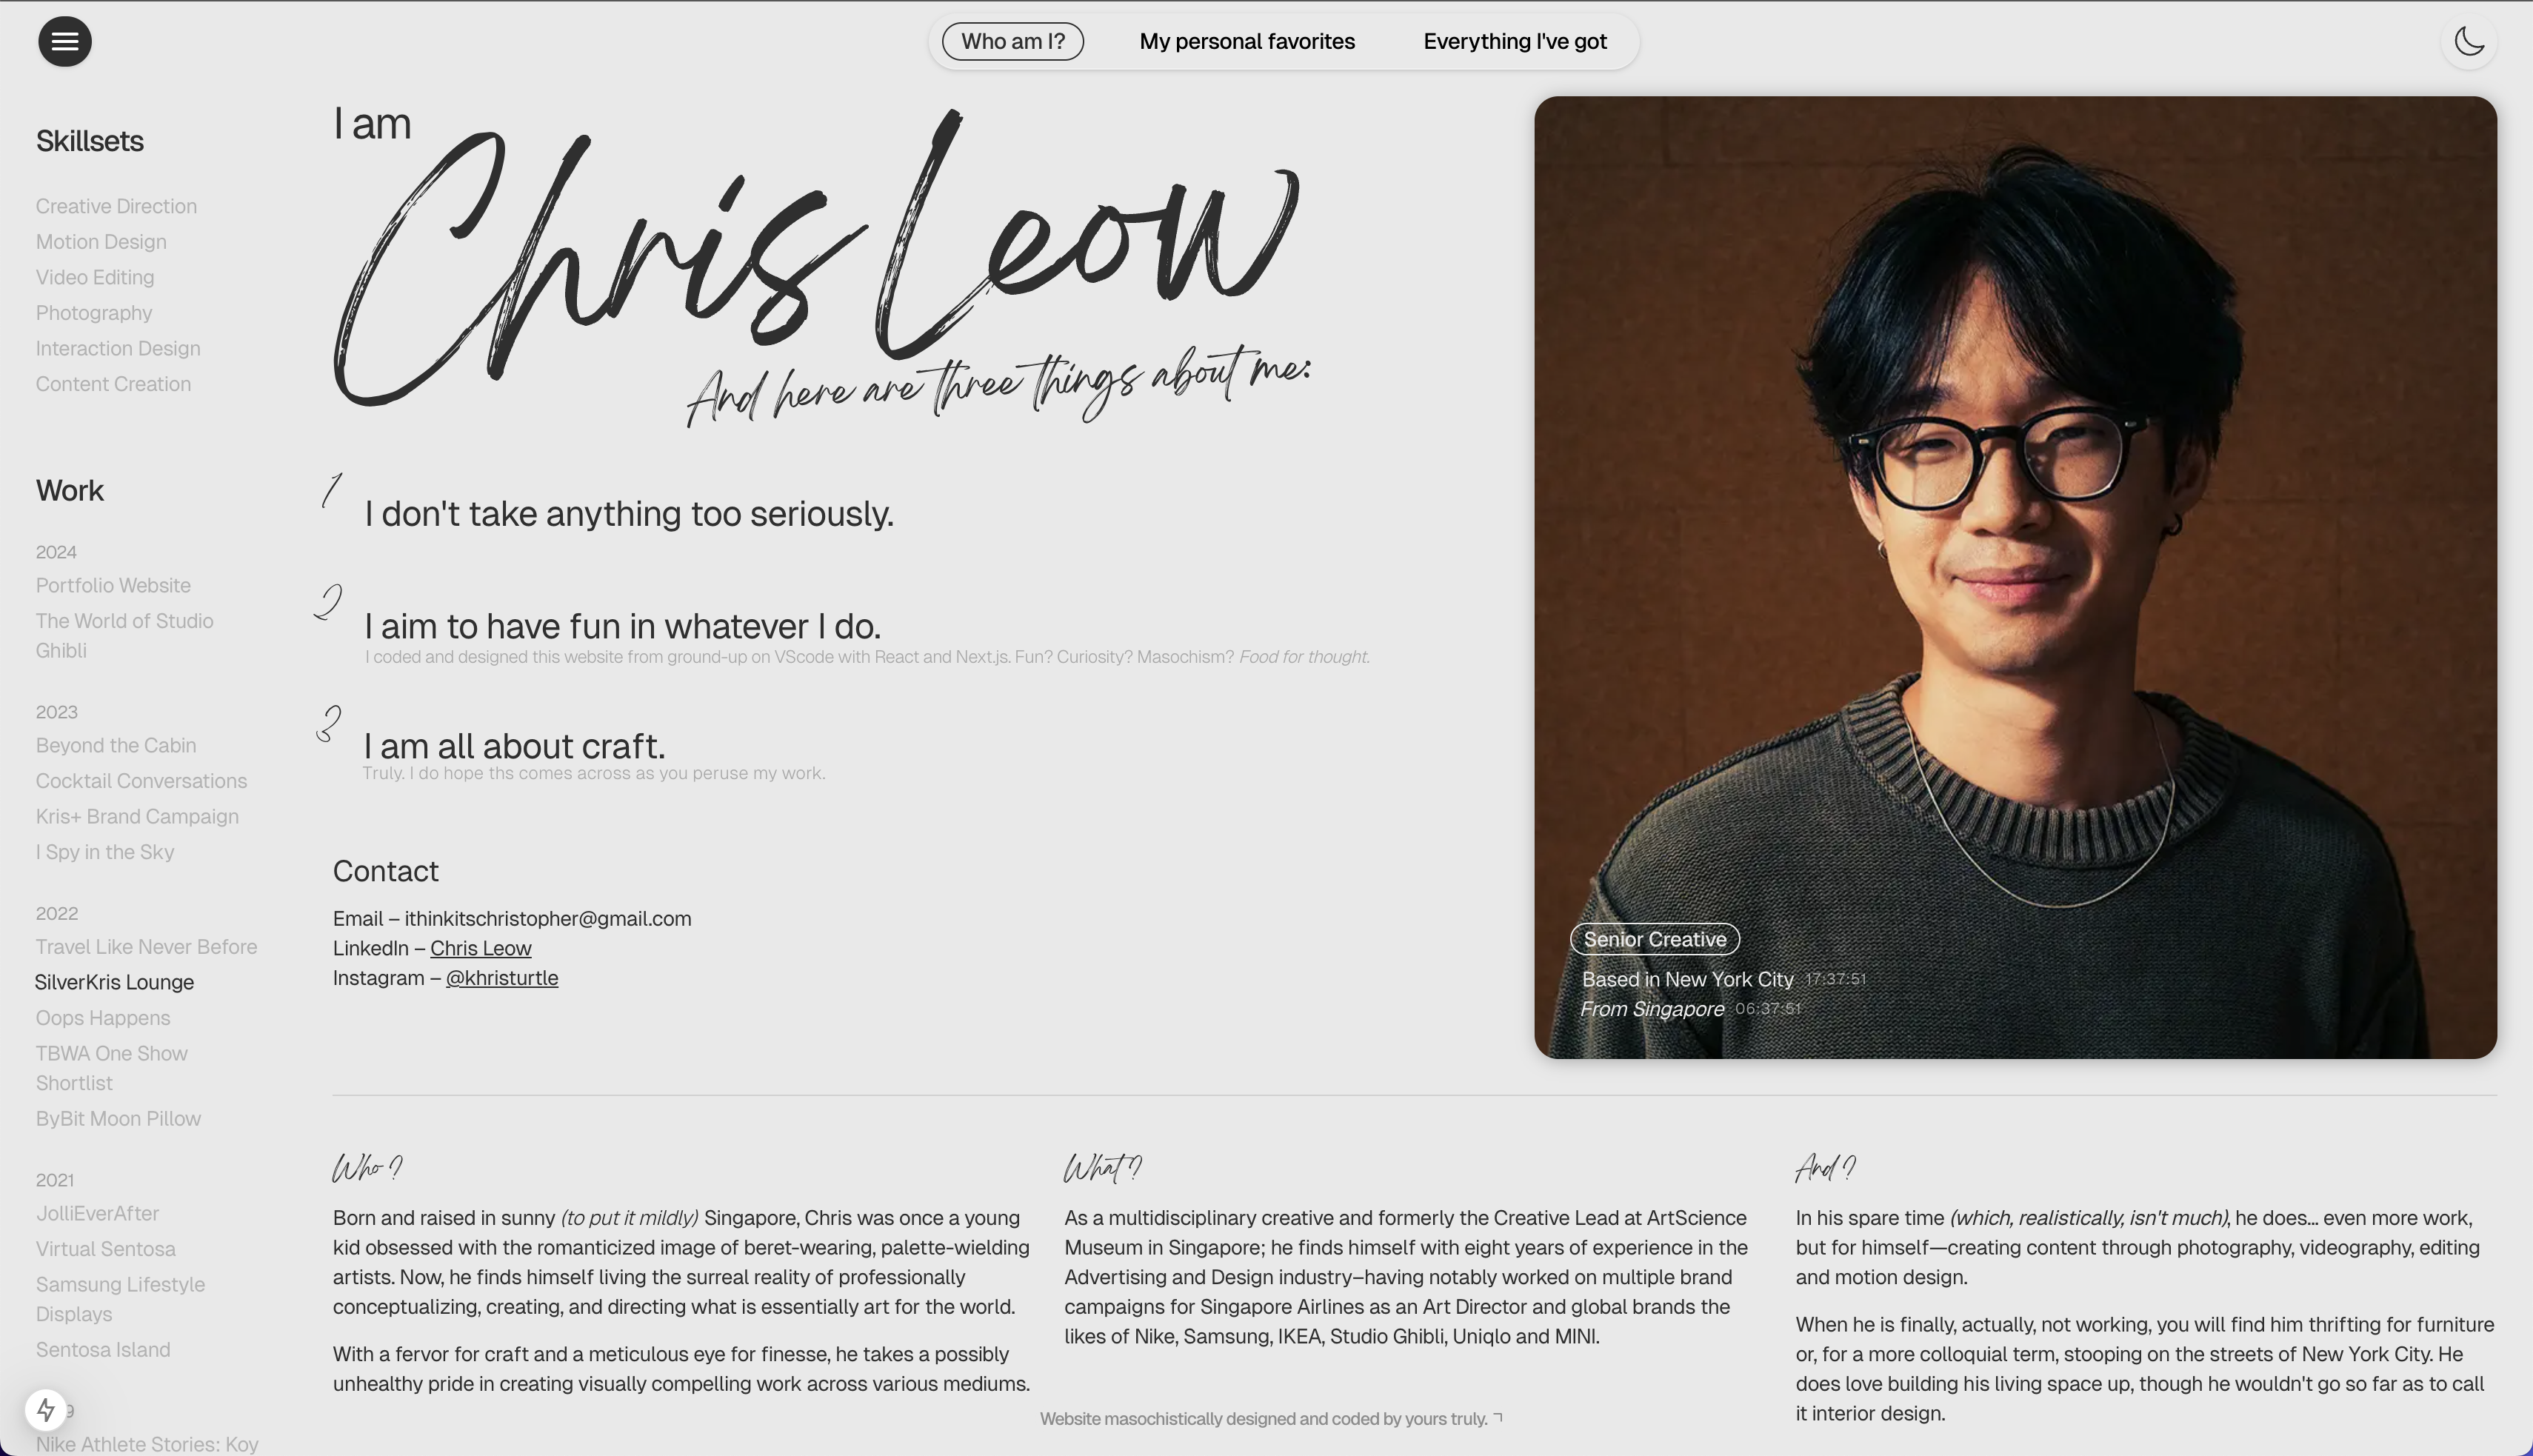 Who am I?
My personal favorites
Everything I've got
Skillsets
Creative Direction
Motion Design
Video Editing
Photography
Interaction Design
Content Creation
Work
2024
Portfolio Website
The World of Studio
Ghibli
2023
Beyond the Cabin
Cocktail Conversations
Kris+ Brand Campaign
I Spy in the Sky
2022
Travel Like Never Before
SilverKris Lounge
Oops Happens
TBWA One Show
Shortlist
ByBit Moon Pillow
2021
JolliEverAfter
Virtual Sentosa
Samsung Lifestyle
Displays
Sentosa Island
9
Nike Athlete Stories: Koy
I am
Chris Leow
And here are three things about me:
1
I don't take anything too seriously.
2
I aim to have fun in whatever I do.
I coded and designed this website from ground-up on VScode with React and Next.js. Fun? Curiosity? Masochism? Food for thought.
3
I am all about craft.
Truly. I do hope ths comes across as you peruse my work.
Contact
Email – ithinkitschristopher@gmail.com
LinkedIn – Chris Leow
Instagram – @khristurtle
Senior Creative
Based in New York City 17:37:51
From Singapore 06:37:51
Who?
Born and raised in sunny (to put it mildly) Singapore, Chris was once a young
kid obsessed with the romanticized image of beret-wearing, palette-wielding
artists. Now, he finds himself living the surreal reality of professionally
conceptualizing, creating, and directing what is essentially art for the world.
With a fervor for craft and a meticulous eye for finesse, he takes a possibly
unhealthy pride in creating visually compelling work across various mediums.
What?
As a multidisciplinary creative and formerly the Creative Lead at ArtScience
Museum in Singapore; he finds himself with eight years of experience in the
Advertising and Design industry–having notably worked on multiple brand
campaigns for Singapore Airlines as an Art Director and global brands the
likes of Nike, Samsung, IKEA, Studio Ghibli, Uniqlo and MINI.
And?
In his spare time (which, realistically, isn't much), he does... even more work,
but for himself—creating content through photography, videography, editing
and motion design.
When he is finally, actually, not working, you will find him thrifting for furniture
or, for a more colloquial term, stooping on the streets of New York City. He
does love building his living space up, though he wouldn't go so far as to call
it interior design.
Website masochistically designed and coded by yours truly.